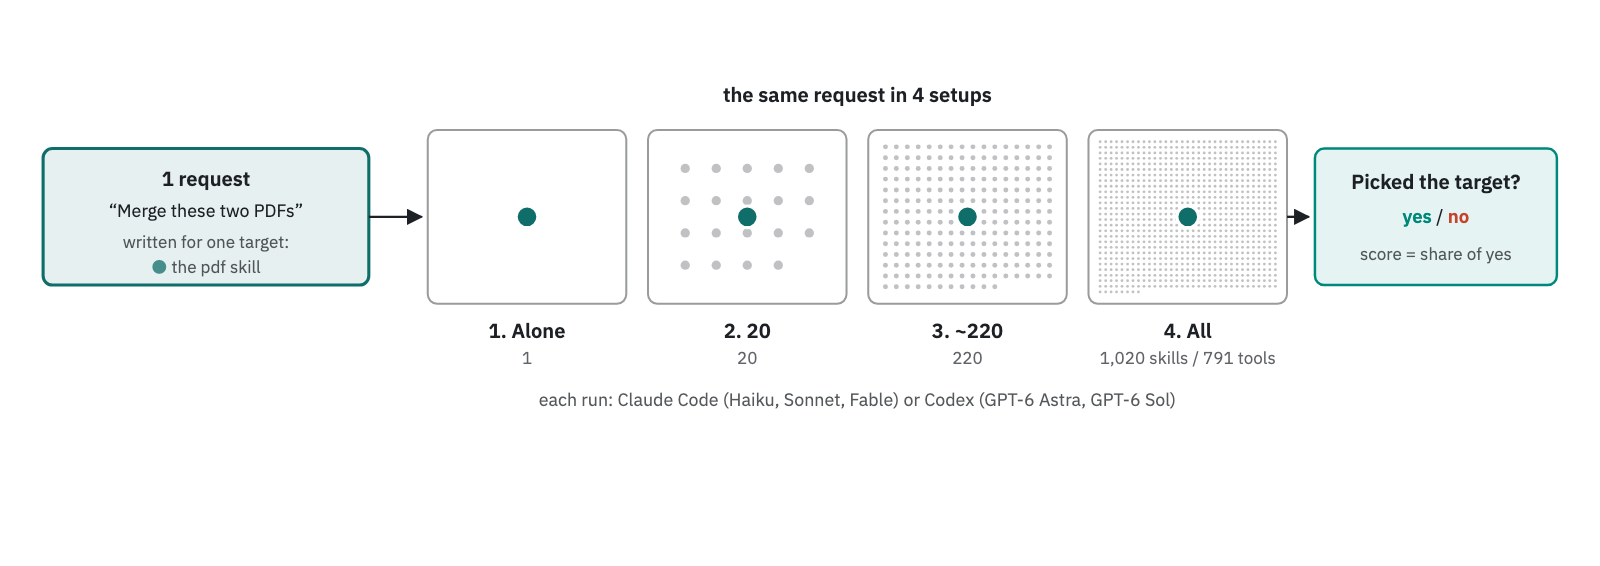 the same request in 4 setups
1 request
“Merge these two PDFs”
written for one target:
the pdf skill
1. Alone
1
2. 20
20
3. ~220
220
4. All
1,020 skills / 791 tools
Picked the target?
yes / no
score = share of yes
each run: Claude Code (Haiku, Sonnet, Fable) or Codex (GPT-6 Astra, GPT-6 Sol)